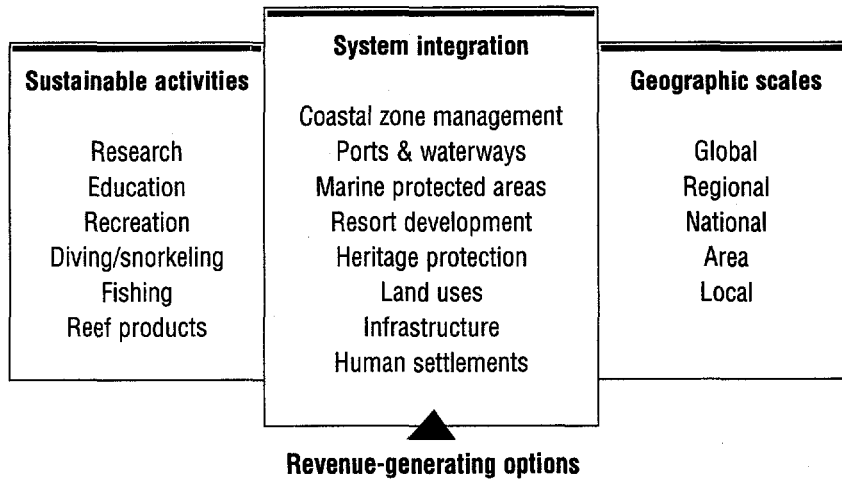 Sustainable activities
Research
Education
Recreation
Diving/snorkeling
Fishing
Reef products
System integration
Coastal zone management
Ports & waterways
Marine protected areas
Resort development
Heritage protection
Land uses
Infrastructure
Human settlements
Geographic scales
Global
Regional
National
Area
Local
Revenue-generating options